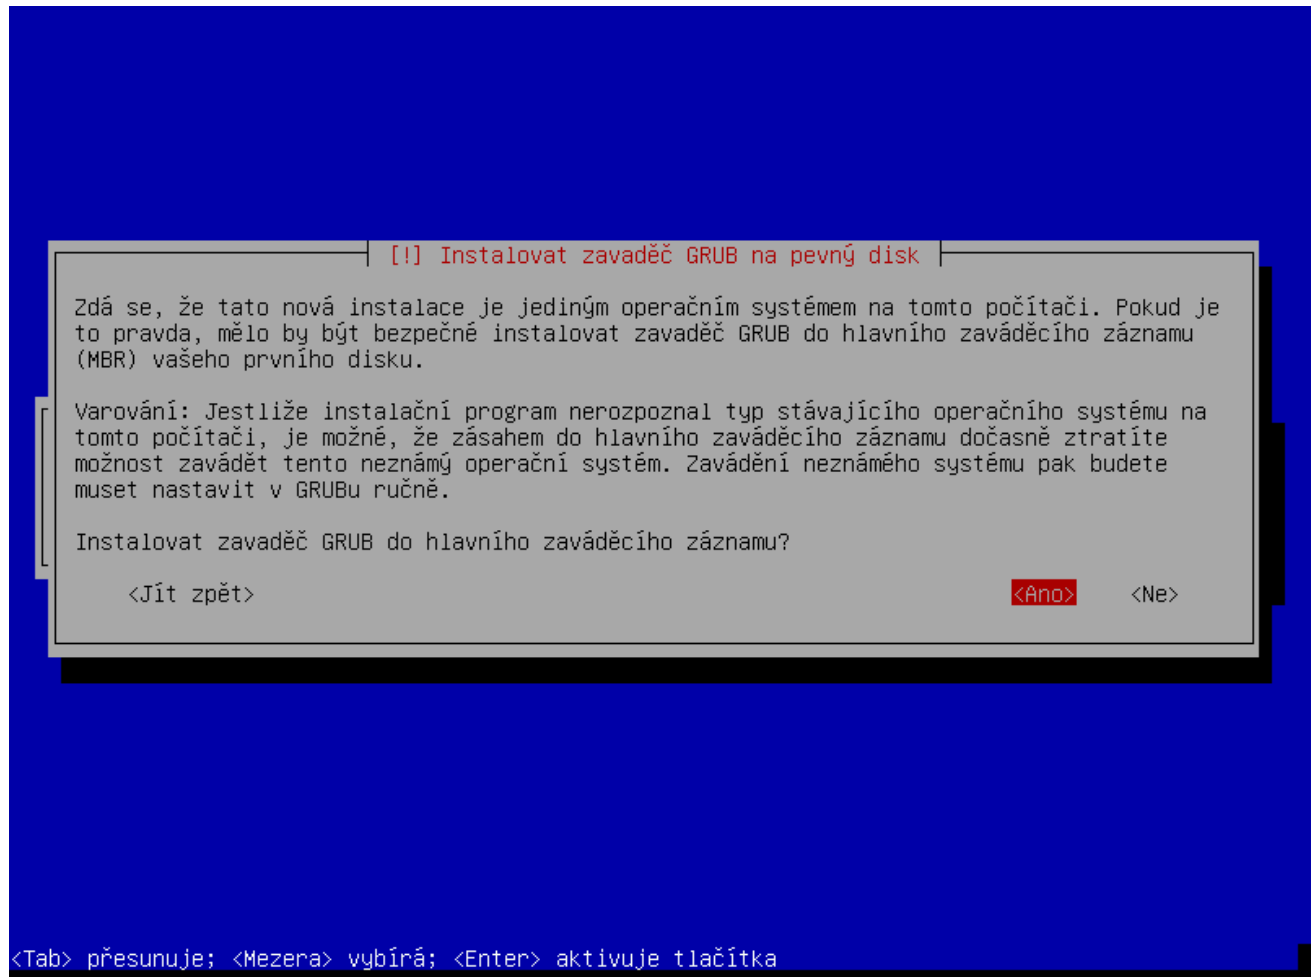 [!] Instalovat zavaděč GRUB na pevný disk
Zdá se, že tato nová instalace je jediným operačním systémem na tomto počítači. Pokud je
to pravda, mělo by být bezpečné instalovat zavaděč GRUB do hlavního zaváděcího záznamu
(MBR) vašeho prvního disku.
Varování: Jestliže instalační program nerozpoznal typ stávajícího operačního systému na
tomto počítači, je možné, že zásahem do hlavního zaváděcího záznamu dočasně ztratíte
možnost zavádět tento neznámý operační systém. Zavádění neznámého systému pak budete
muset nastavit v GRUBu ručně.
Instalovat zavaděč GRUB do hlavního zaváděcího záznamu?
<Jít zpět> <Ano> <Ne>
<Tab> přesunuje; <Mezera> vybírá; <Enter> aktivuje tlačítka